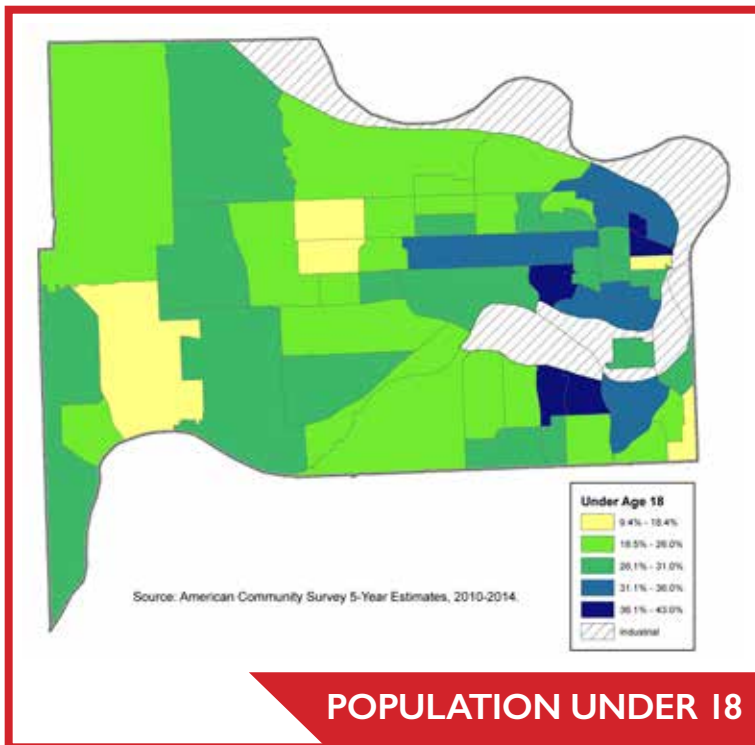 Under Age 18
9.4% - 18.4%
18.5% - 26.0%
26.1% - 31.0%
31.1% - 36.0%
36.1% - 43.0%
Industrial
Source: American Community Survey 5-Year Estimates, 2010-2014.
POPULATION UNDER 18